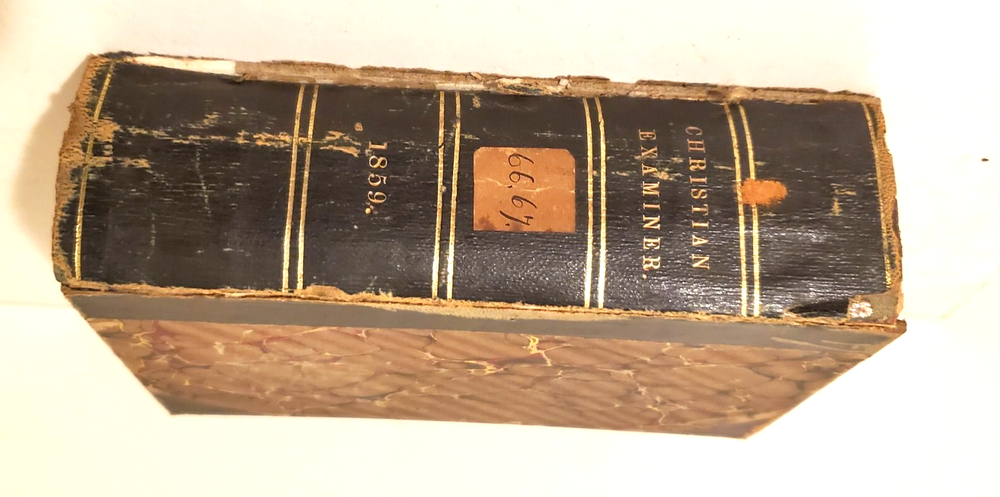 CHRISTIAN
EXAMINER.
66,67,
1859.